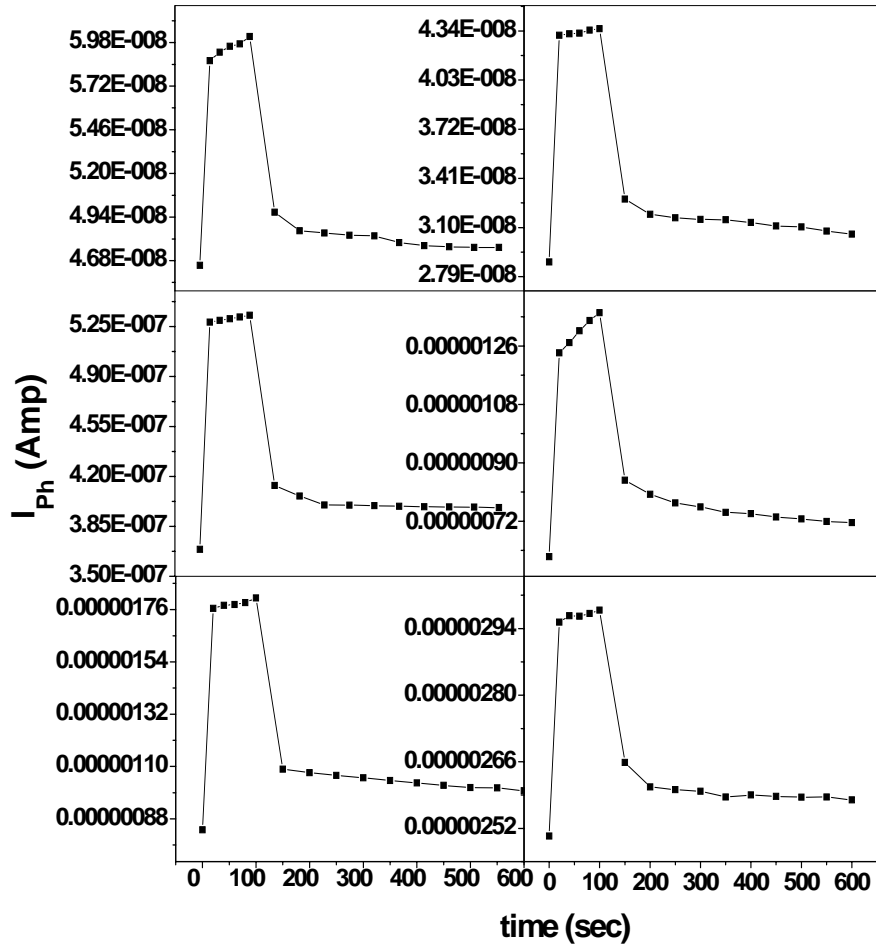 5.98E-008
5.72E-008
5.46E-008
5.20E-008
4.94E-008
4.68E-008
4.34E-008
4.03E-008
3.72E-008
3.41E-008
3.10E-008
2.79E-008
5.25E-007
4.90E-007
4.55E-007
4.20E-007
3.85E-007
3.50E-007
0.00000126
0.00000108
0.00000090
0.00000072
I_Ph (Amp)
0.00000176
0.00000154
0.00000132
0.00000110
0.00000088
0.00000294
0.00000280
0.00000266
0.00000252
0 100 200 300 400 500 600
0 100 200 300 400 500 600
time (sec)